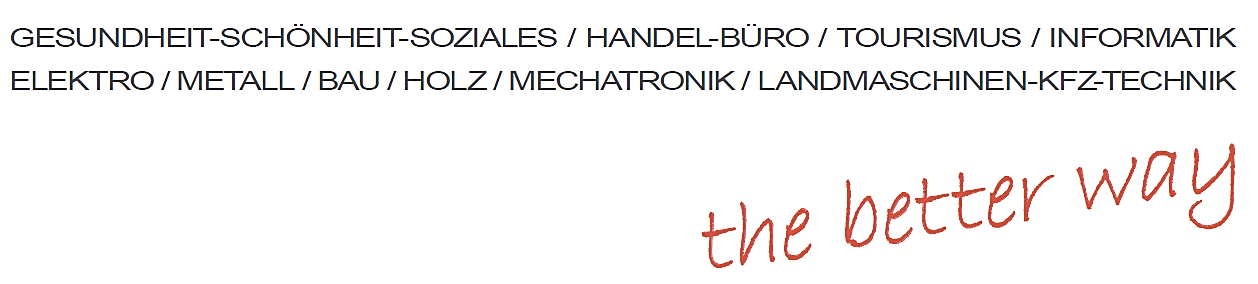 GESUNDHEIT-SCHÖNHEIT-SOZIALES / HANDEL-BÜRO / TOURISMUS / INFORMATIK
ELEKTRO / METALL / BAU / HOLZ / MECHATRONIK / LANDMASCHINEN-KFZ-TECHNIK
the better way